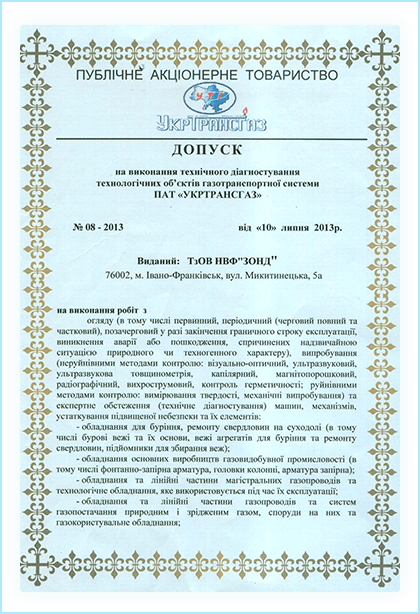 ПУБЛІЧНЕ АКЦІОНЕРНЕ ТОВАРИСТВО
УТГ
УКРТРАНСГАЗ
ДОПУСК
на виконання технічного діагностування
технологічних об'єктів газотранспортної системи
ПАТ «УКРТРАНСГАЗ»
№ 08 - 2013 від «10» липня 2013р.
Виданий: ТзОВ НВФ"ЗОНД"
76002, м. Івано-Франківськ, вул. Микитинецька, 5а
на виконання робіт з
огляду (в тому числі первинний, періодичний (черговий повний та
частковий), позачерговий у разі закінчення граничного строку експлуатації,
виникнення аварії або пошкодження, спричинених надзвичайною
ситуацією природного чи техногенного характеру), випробування
(неруйнівними методами контролю: візуально-оптичний, ультразвуковий,
ультразвукова товщинометрія, капілярний, магнітопорошковий,
радіографічний, вихрострумовий, контроль герметичності; руйнівними
методами контролю: вимірювання твердості, механічні випробування) та
експертне обстеження (технічне діагностування) машин, механізмів,
устаткування підвищеної небезпеки та їх елементів:
- обладнання для буріння, ремонту свердловин на суходолі (в тому
числі бурові вежі та їх основи, вежі агрегатів для буріння та ремонту
свердловин, підйомники для збирання веж);
- обладнання основних виробництв газовидобувної промисловості (в
тому числі фонтанно-запірна арматура, головки колонні, арматура запірна);
- обладнання та лінійні частини магістральних газопроводів та
технологічне обладнання, яке використовується під час їх експлуатації;
- обладнання та лінійні частини газопроводів та систем
газопостачання природним і зрідженим газом, споруди на них та
газокористувальне обладнання;